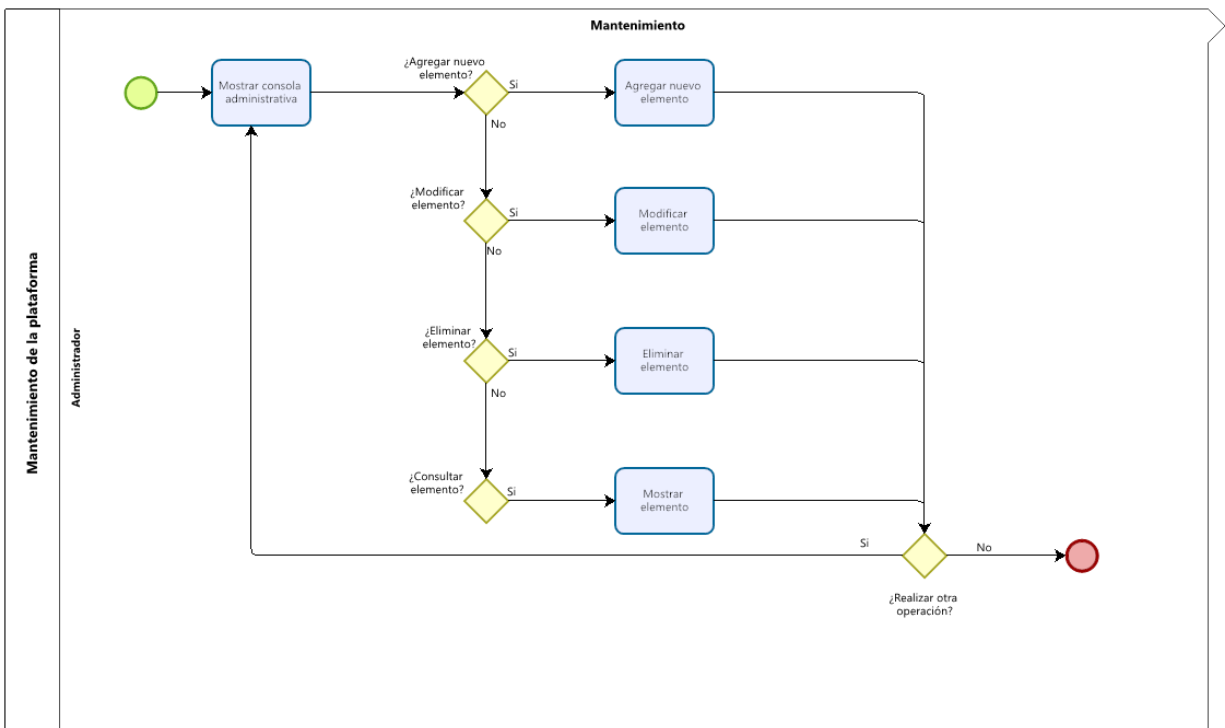 Mantenimiento
Mantenimiento de la plataforma
Administrador
Mostrar consola
administrativa
¿Agregar nuevo
elemento?
Si
No
Agregar nuevo
elemento
¿Modificar
elemento?
Si
No
Modificar
elemento
¿Eliminar
elemento?
Si
No
Eliminar
elemento
¿Consultar
elemento?
Si
Mostrar
elemento
Si
No
¿Realizar otra
operación?